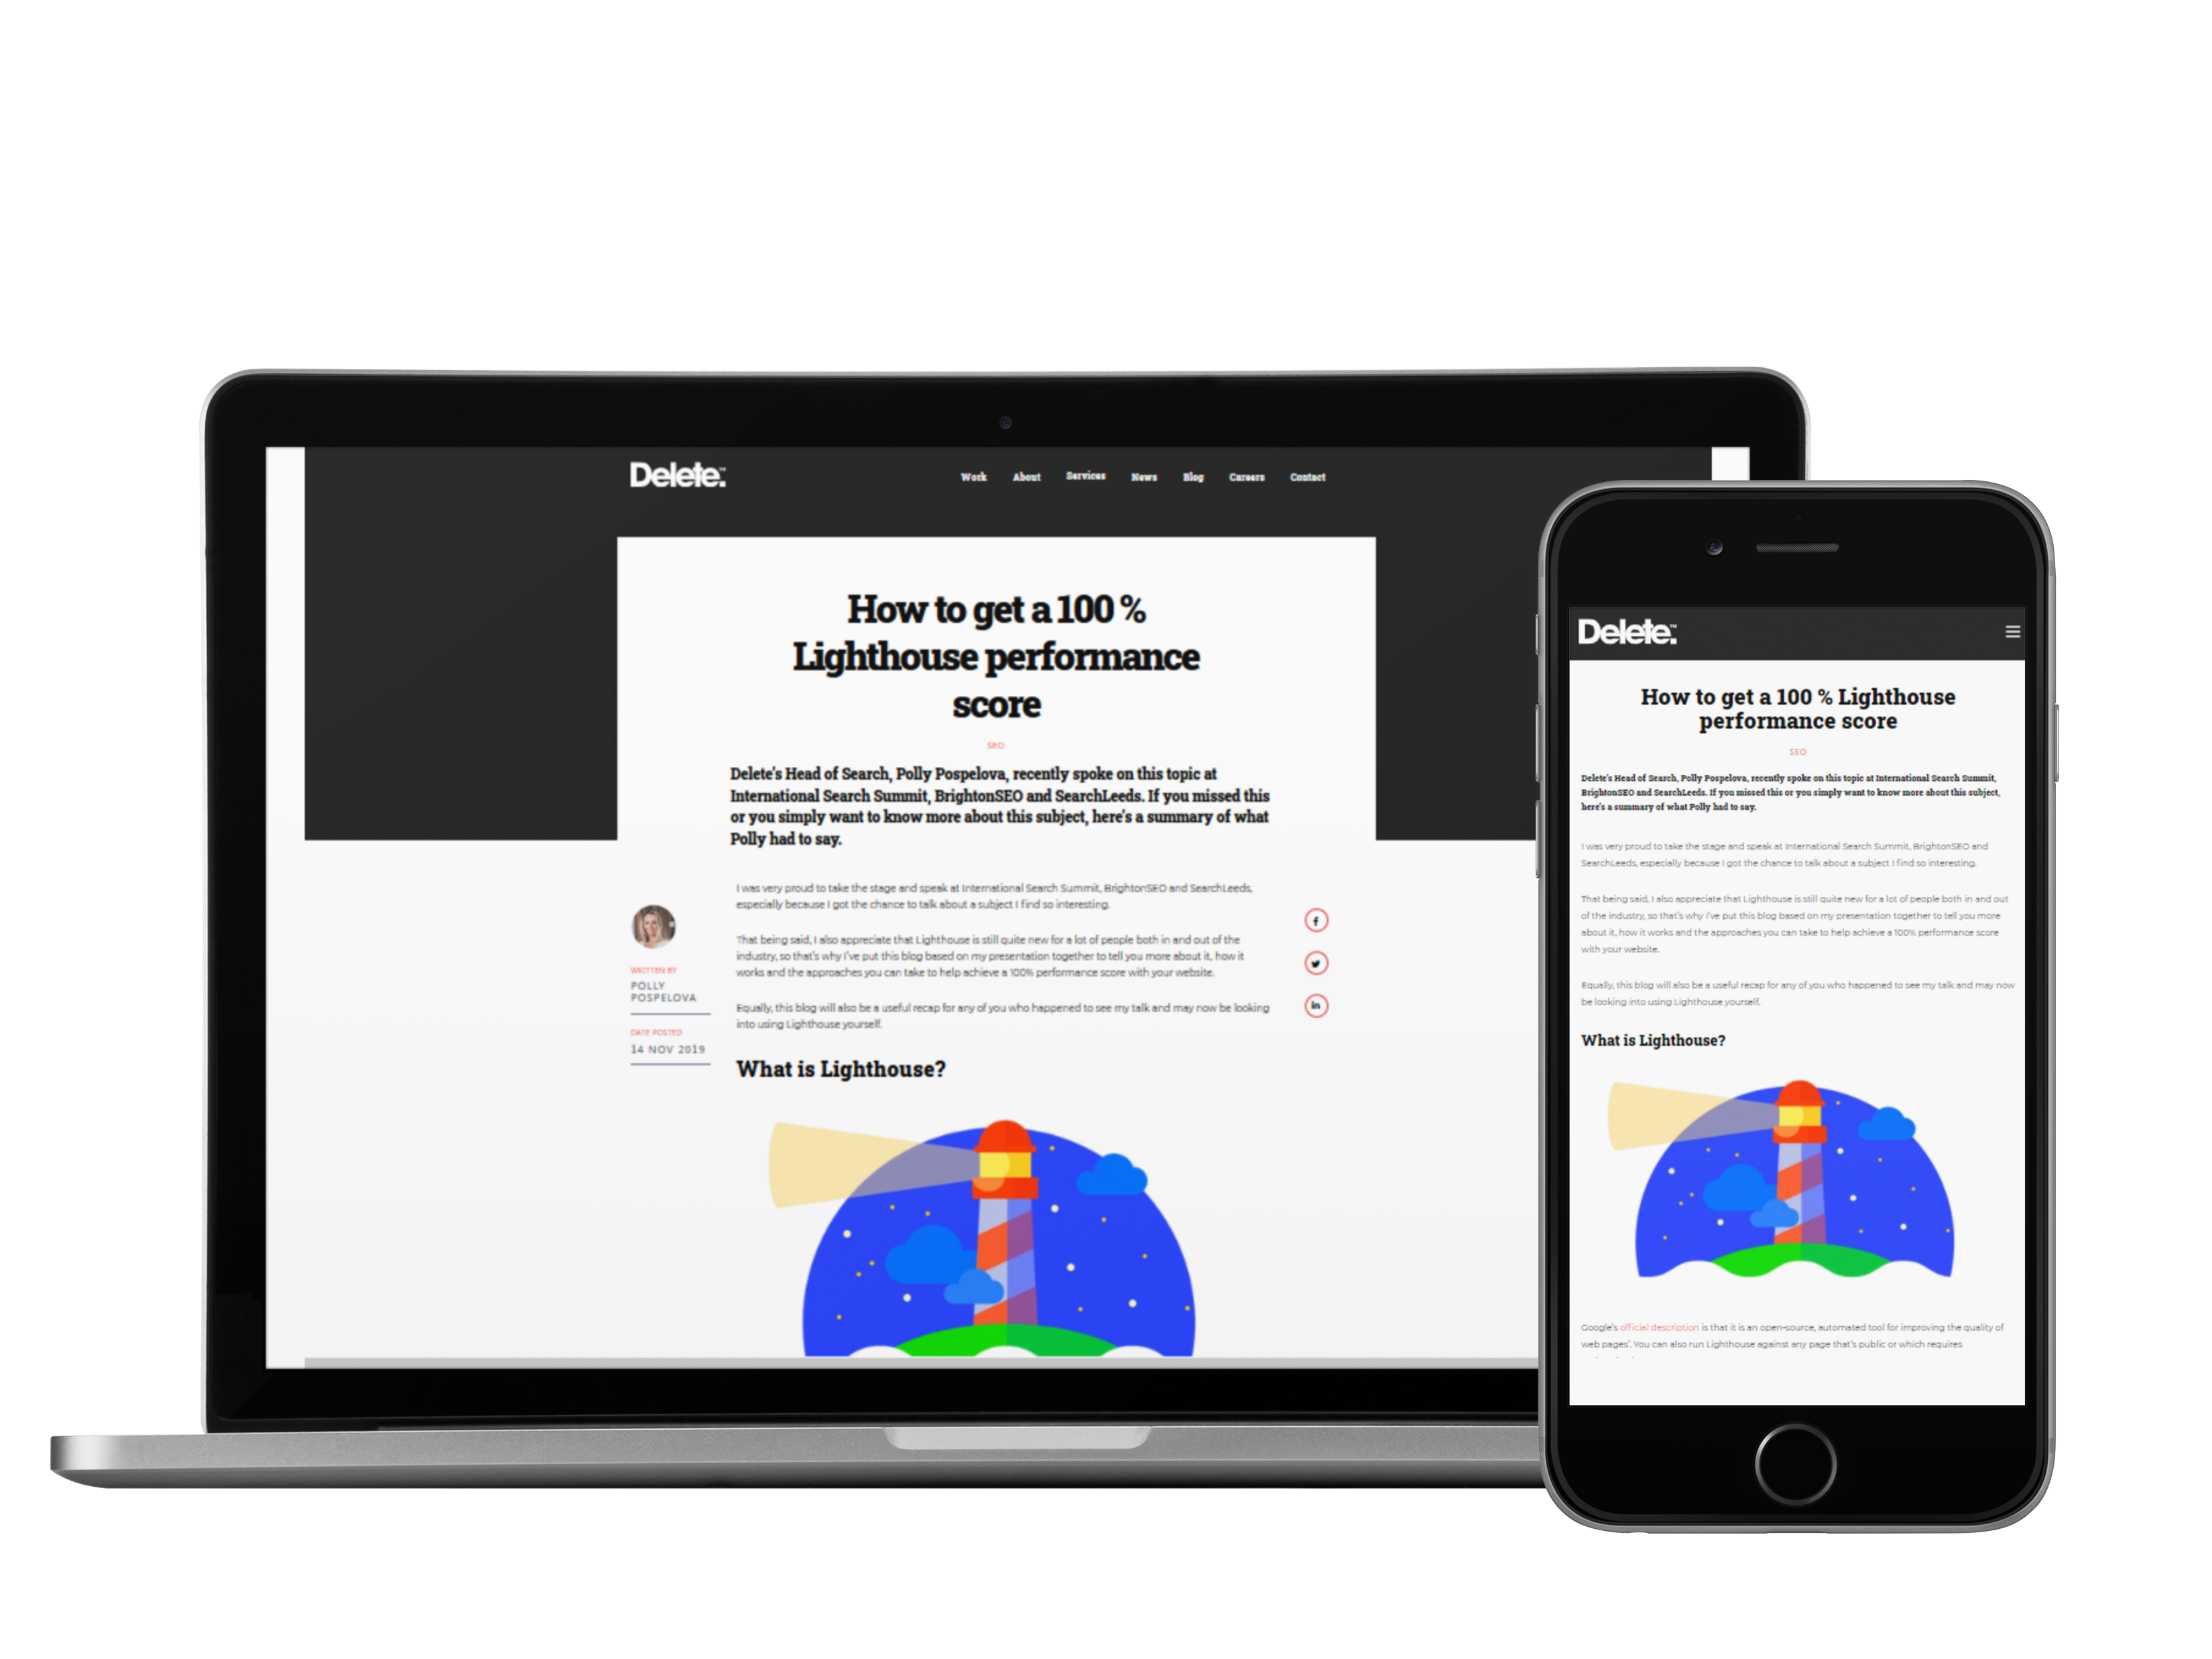 Delete.™
Work About Services News Blog Careers Contact
How to get a 100 %
Lighthouse performance
score
SEO
Delete's Head of Search, Polly Pospelova, recently spoke on this topic at
International Search Summit, BrightonSEO and SearchLeeds. If you missed this
or you simply want to know more about this subject, here's a summary of what
Polly had to say.
I was very proud to take the stage and speak at International Search Summit, BrightonSEO and SearchLeeds,
especially because I got the chance to talk about a subject I find so interesting.
That being said, I also appreciate that Lighthouse is still quite new for a lot of people both in and out of the
industry, so that's why I've put this blog based on my presentation together to tell you more about it, how it
works and the approaches you can take to help achieve a 100% performance score with your website.
Equally, this blog will also be a useful recap for any of you who happened to see my talk and may now be looking
into using Lighthouse yourself.
WRITTEN BY
POLLY
POSPELOVA
DATE POSTED
14 NOV 2019
f
in
What is Lighthouse?
Delete.™
How to get a 100 % Lighthouse
performance score
SEO
Delete's Head of Search, Polly Pospelova, recently spoke on this topic at International Search Summit,
BrightonSEO and SearchLeeds. If you missed this or you simply want to know more about this subject,
here's a summary of what Polly had to say.
I was very proud to take the stage and speak at International Search Summit, BrightonSEO and
SearchLeeds, especially because I got the chance to talk about a subject I find so interesting.
That being said, I also appreciate that Lighthouse is still quite new for a lot of people both in and out
of the industry, so that's why I've put this blog based on my presentation together to tell you more
about it, how it works and the approaches you can take to help achieve a 100% performance score
with your website.
Equally, this blog will also be a useful recap for any of you who happened to see my talk and may now
be looking into using Lighthouse yourself.
What is Lighthouse?
Google's official description is that it is an open-source, automated tool for improving the quality of
web pages'. You can also run Lighthouse against any page that's public or which requires